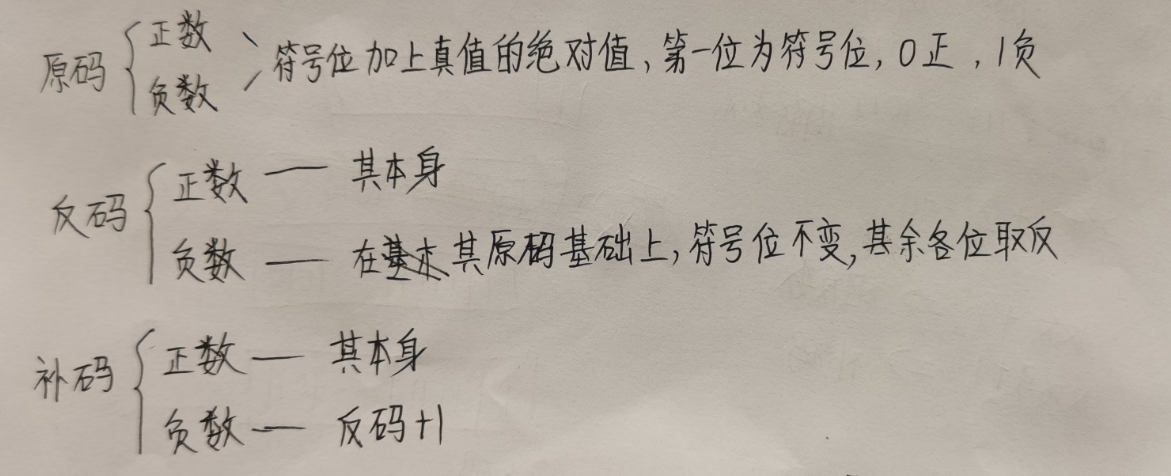 原码 { 正数
负数 } 符号位加上真值的绝对值,第一位为符号位,0正,1负
反码 { 正数 — 其本身
负数 — 在其原码基础上,符号位不变,其余各位取反
补码 { 正数 — 其本身
负数 — 反码+1